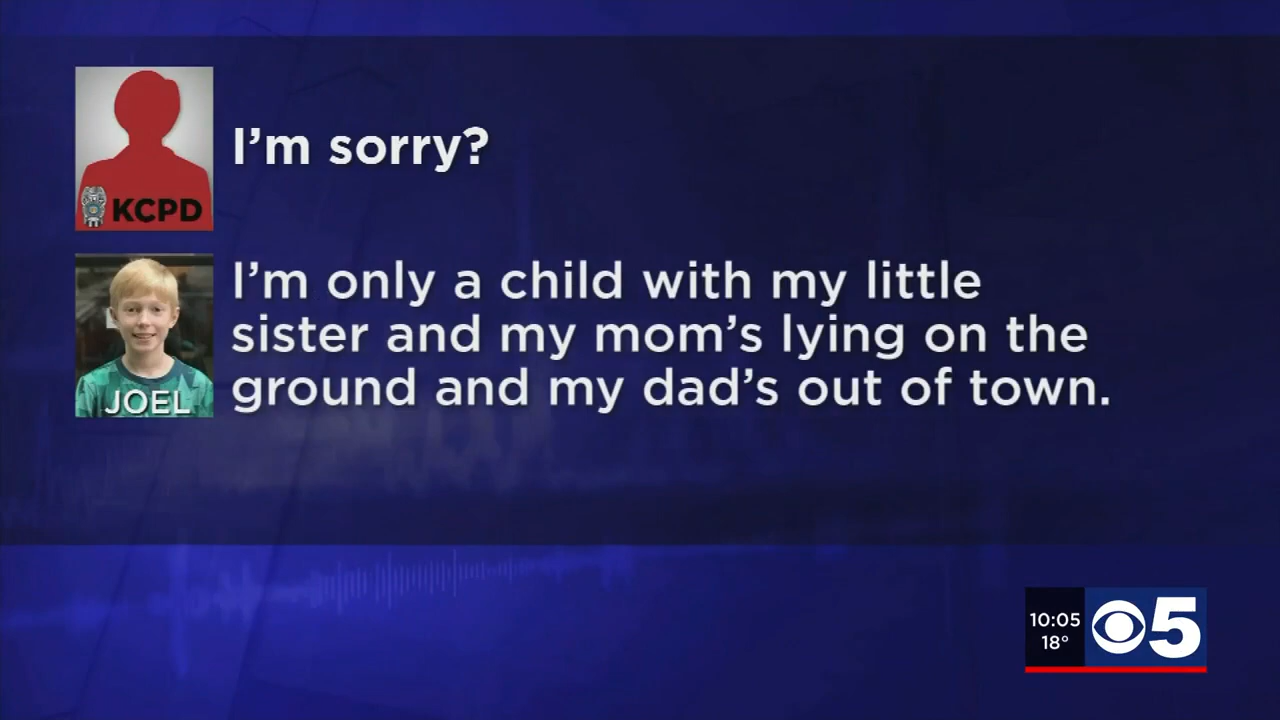 I'm sorry?
KCPD
I'm only a child with my little
sister and my mom's lying on the
ground and my dad's out of town.
JOEL
10:05
18°
5